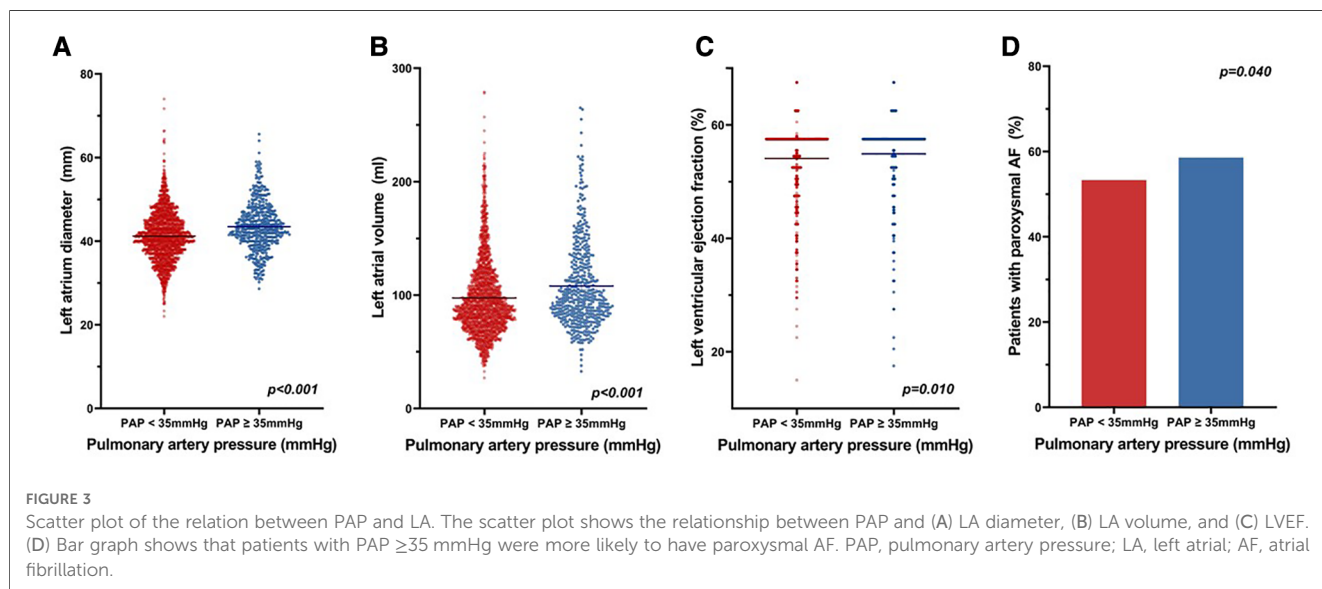 A
Left atrium diameter (mm)
80
60
40
20
0
p<0.001
PAP < 35mmHg PAP ≥ 35mmHg
Pulmonary artery pressure (mmHg)
B
Left atrial volume (ml)
300
200
100
0
p<0.001
PAP < 35mmHg PAP ≥ 35mmHg
Pulmonary artery pressure (mmHg)
C
Left ventricular ejection fraction (%)
60
40
20
p=0.010
PAP < 35mmHg PAP ≥ 35mmHg
Pulmonary artery pressure (mmHg)
D
Patients with paroxysmal AF (%)
80
60
40
20
0
p=0.040
PAP < 35mmHg PAP ≥ 35mmHg
Pulmonary artery pressure (mmHg)
FIGURE 3
Scatter plot of the relation between PAP and LA. The scatter plot shows the relationship between PAP and (A) LA diameter, (B) LA volume, and (C) LVEF.
(D) Bar graph shows that patients with PAP ≥35 mmHg were more likely to have paroxysmal AF. PAP, pulmonary artery pressure; LA, left atrial; AF, atrial
fibrillation.